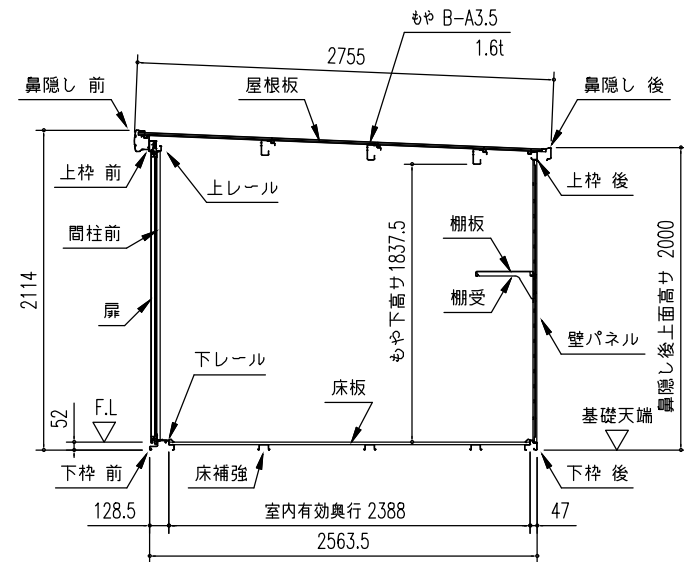 もや B-A3.5
1.6t
2755
鼻隠し 前
屋根板
鼻隠し 後
上枠 前
上レール
上枠 後
間柱前
棚板
2114
もや下高サ1837.5
鼻隠し後上面高サ 2000
扉
棚受
壁パネル
下レール
床板
52
F.L
基礎天端
下枠 前
床補強
下枠 後
128.5
室内有効奥行 2388
47
2563.5